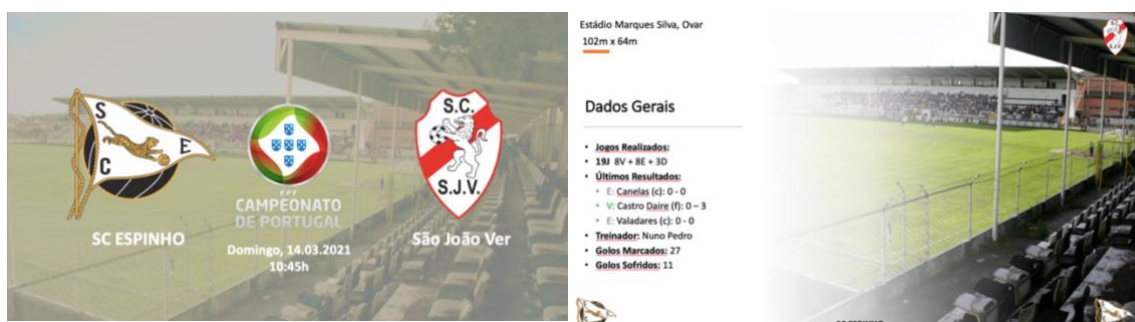 S
E
C
SC ESPINHO
FPF
CAMPEONATO
DE PORTUGAL
Domingo, 14.03.2021
10:45h
S.C.
S.J.V.
São João Ver
Estádio Marques Silva, Ovar
102m x 64m
Dados Gerais
• Jogos Realizados:
• 19J 8V + 8E + 3D
• Últimos Resultados:
• E: Canelas (c): 0 - 0
• V: Castro Daire (f): 0 – 3
• E: Valadares (c): 0 - 0
• Treinador: Nuno Pedro
• Golos Marcados: 27
• Golos Sofridos: 11
S.J.V.
SC ESPINHO